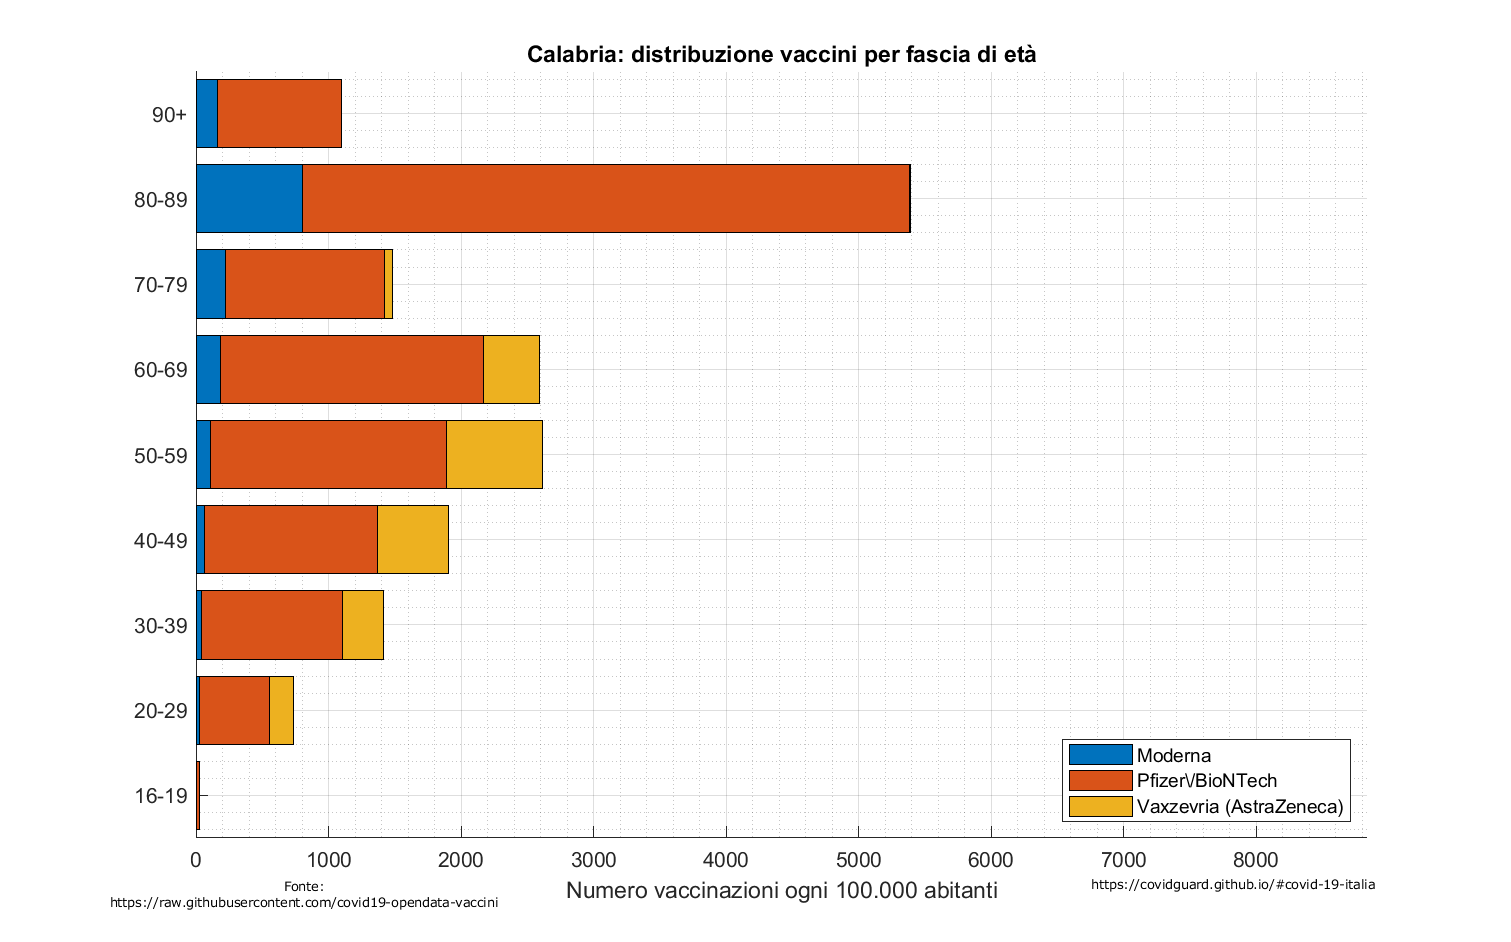 Calabria: distribuzione vaccini per fascia di età
90+
80-89
70-79
60-69
50-59
40-49
30-39
20-29
16-19
Moderna
Pfizer\/BioNTech
Vaxzevria (AstraZeneca)
0 1000 2000 3000 4000 5000 6000 7000 8000
Numero vaccinazioni ogni 100.000 abitanti
Fonte:
https://raw.githubusercontent.com/covid19-opendata-vaccini
https://covidguard.github.io/#covid-19-italia